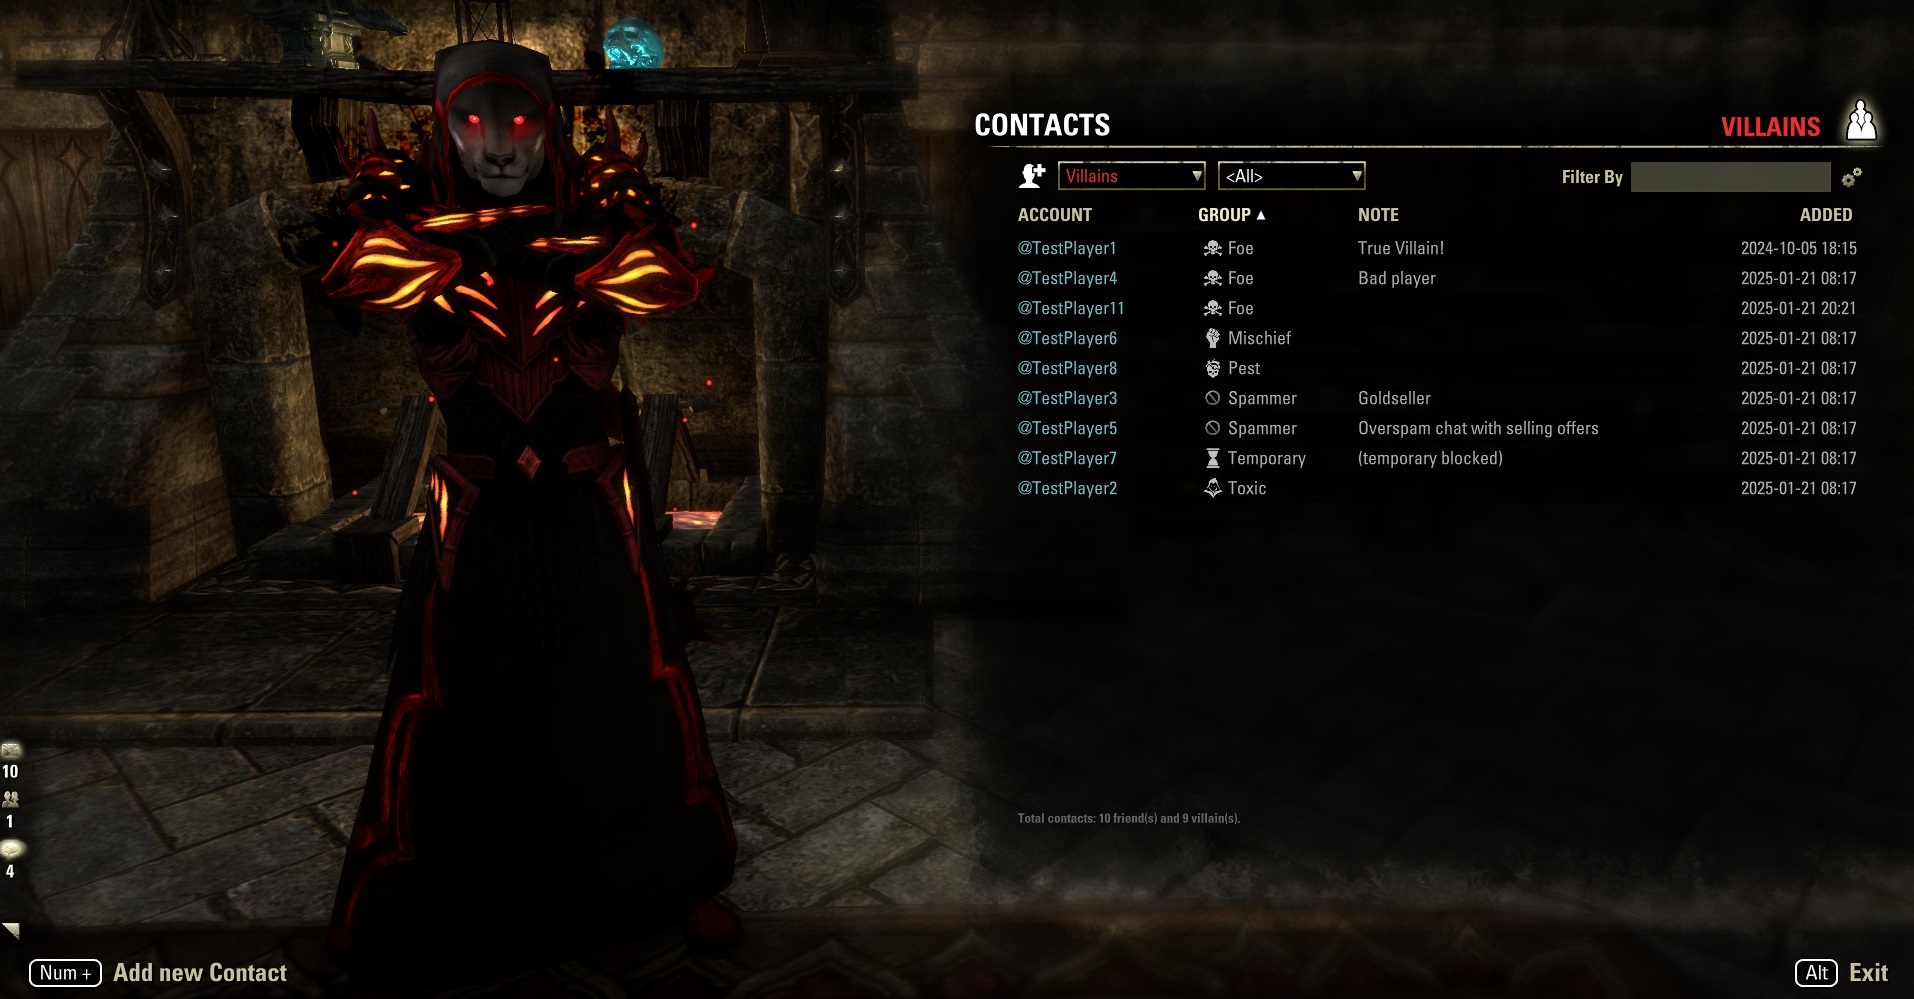 CONTACTS
VILLAINS
Villains
<All>
Filter By
ACCOUNT GROUP NOTE ADDED
@TestPlayer1 Foe True Villain! 2024-10-05 18:15
@TestPlayer4 Foe Bad player 2025-01-21 08:17
@TestPlayer11 Foe 2025-01-21 20:21
@TestPlayer6 Mischief 2025-01-21 08:17
@TestPlayer8 Pest 2025-01-21 08:17
@TestPlayer3 Spammer Goldseller 2025-01-21 08:17
@TestPlayer5 Spammer Overspam chat with selling offers 2025-01-21 08:17
@TestPlayer7 Temporary (temporary blocked) 2025-01-21 08:17
@TestPlayer2 Toxic 2025-01-21 08:17
10
1
4
Total contacts: 10 friend(s) and 9 villain(s).
Num + Add new Contact
Alt Exit